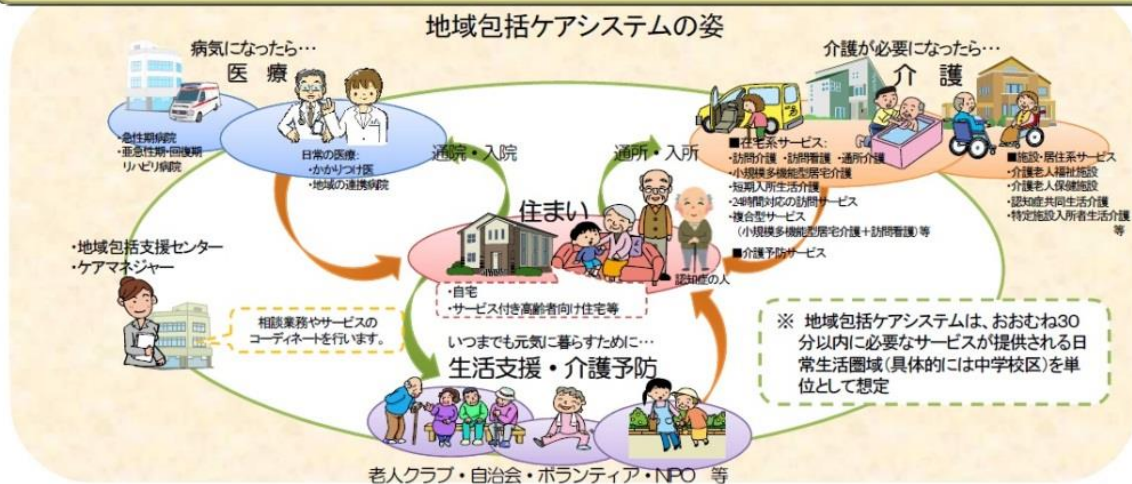 地域包括ケアシステムの姿
病気になったら…
医 療
・急性期病院
・亜急性期・回復期
リハビリ病院
日常の医療:
・かかりつけ医
・地域の連携病院
通院・入院
通所・入所
介護が必要になったら…
介 護
■在宅系サービス:
・訪問介護 ・訪問看護 ・通所介護
・小規模多機能型居宅介護
・短期入所生活介護
・24時間対応の訪問サービス
・複合型サービス
(小規模多機能型居宅介護+訪問看護)等
■介護予防サービス
■施設・居住系サービス
・介護老人福祉施設
・介護老人保健施設
・認知症共同生活介護
・特定施設入所者生活介護
等
住まい
認知症の人
・自宅
・サービス付き高齢者向け住宅等
・地域包括支援センター
・ケアマネジャー
相談業務やサービスの
コーディネートを行います。
いつまでも元気に暮らすために…
生活支援・介護予防
老人クラブ・自治会・ボランティア・NPO 等
※ 地域包括ケアシステムは、おおむね30
分以内に必要なサービスが提供される日
常生活圏域(具体的には中学校区)を単
位として想定